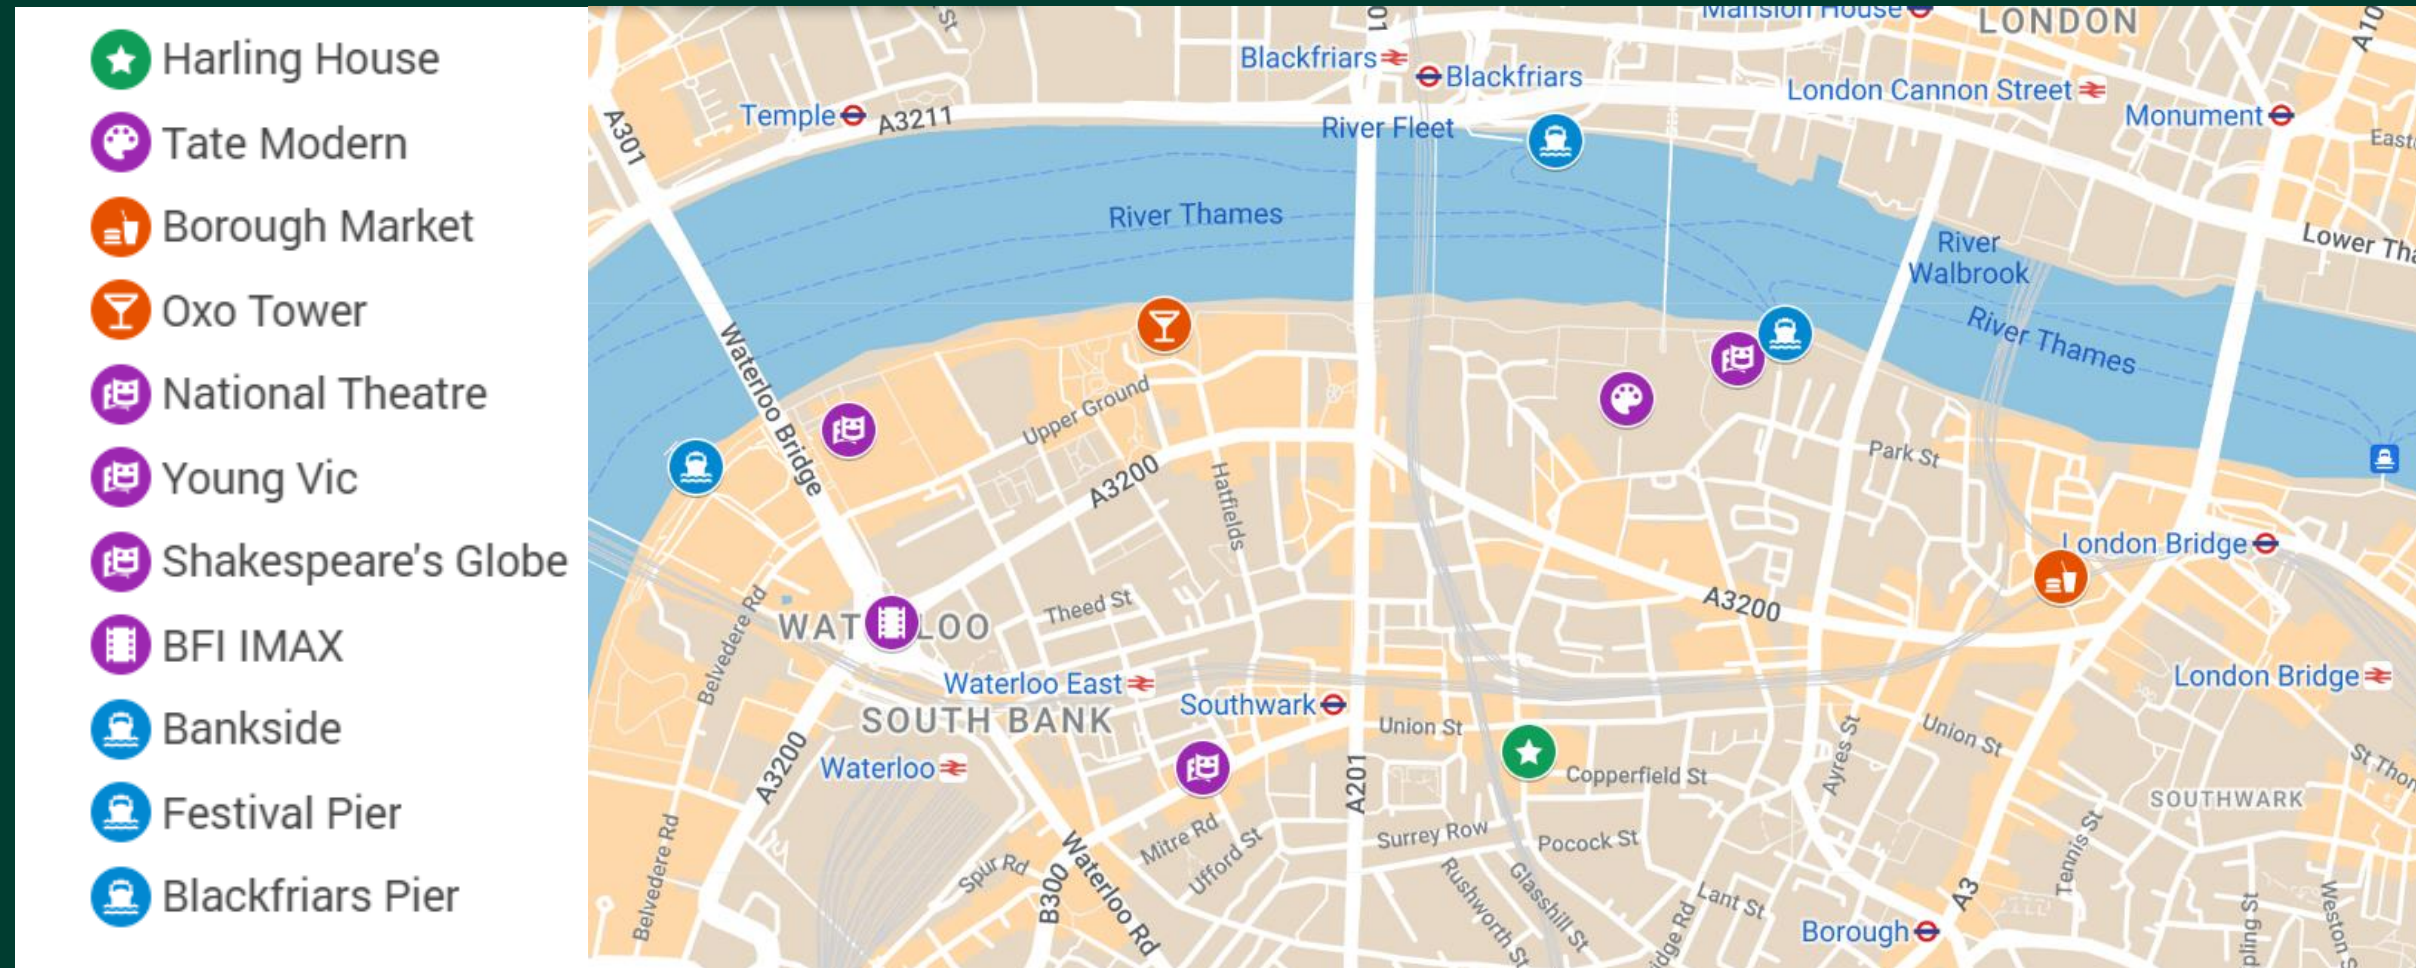 Harling House
Tate Modern
Borough Market
Oxo Tower
National Theatre
Young Vic
Shakespeare's Globe
BFI IMAX
Bankside
Festival Pier
Blackfriars Pier
St
Mansion House
LONDON
A10
Blackfriars
Blackfriars
London Cannon Street
Monument
A301
Temple
A3211
River Fleet
River Thames
River
Walbrook
River Thames
Waterloo Bridge
Upper Ground
A3200
Hatfields
Park St
London Bridge
A3200
Theed St
Belvedere Rd
WATERLOO
Waterloo East
SOUTH BANK
Southwark
Union St
London Bridge
Waterloo
A3200
A201
Copperfield St
Ayres St
Union St
SOUTHWARK
Belvedere Rd
Spur Rd
B300
Waterloo Rd
Mitre Rd
Ufford St
Surrey Row
Pocock St
Rushworth St
Glasshill St
Lant St
Borough
A3
Tennis St